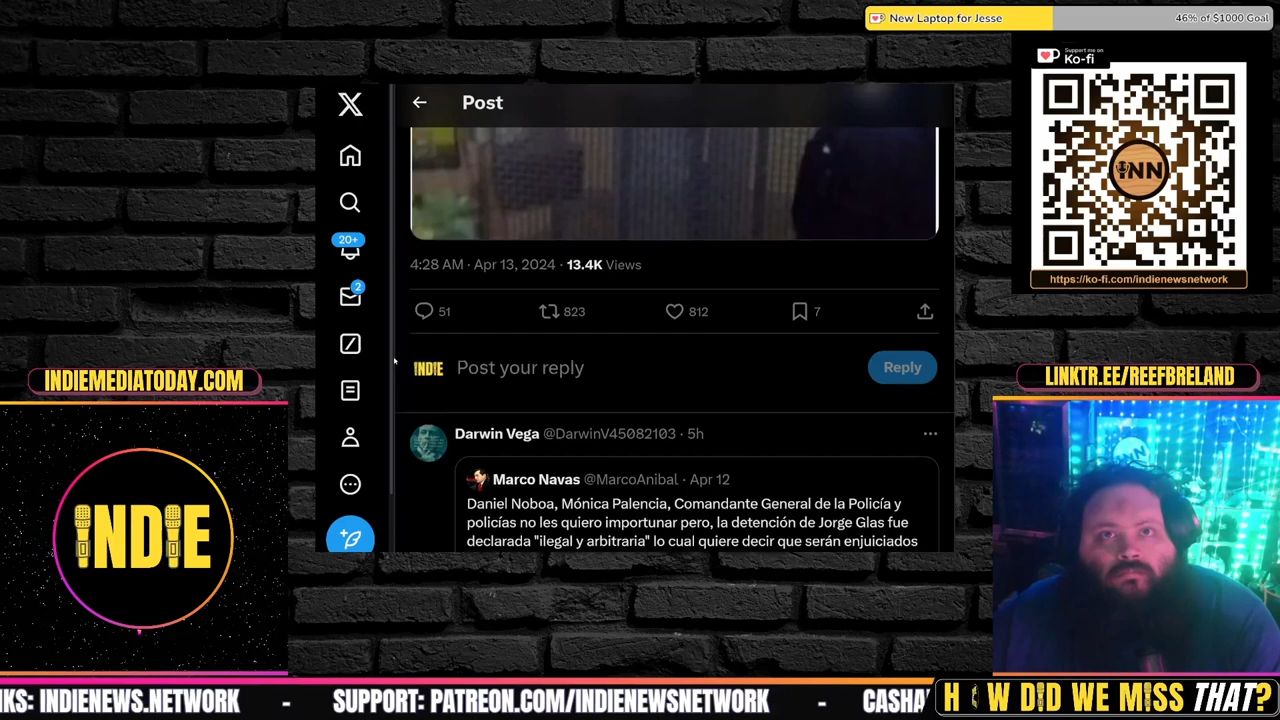 New Laptop for Jesse
46% of $1000 Goal
Support me on
Ko-fi
iNN
https://ko-fi.com/indienewsnetwork
Post
20+
2
4:28 AM · Apr 13, 2024 · 13.4K Views
51
823
812
7
INDIE
Post your reply
Reply
Darwin Vega @DarwinV45082103 · 5h
Marco Navas @MarcoAnibal · Apr 12
Daniel Noboa, Mónica Palencia, Comandante General de la Policía y
policías no les quiero importunar pero, la detención de Jorge Glas fue
declarada "ilegal y arbitraria" lo cual quiere decir que serán enjuiciados
INDIEMEDIATODAY.COM
INDIE
LINKTR.EE/REEFBRELAND
NKS: INDIENEWS.NETWORK - SUPPORT: PATREON.COM/INDIENEWSNETWORK - CASHA
HOW DID WE MISS THAT?